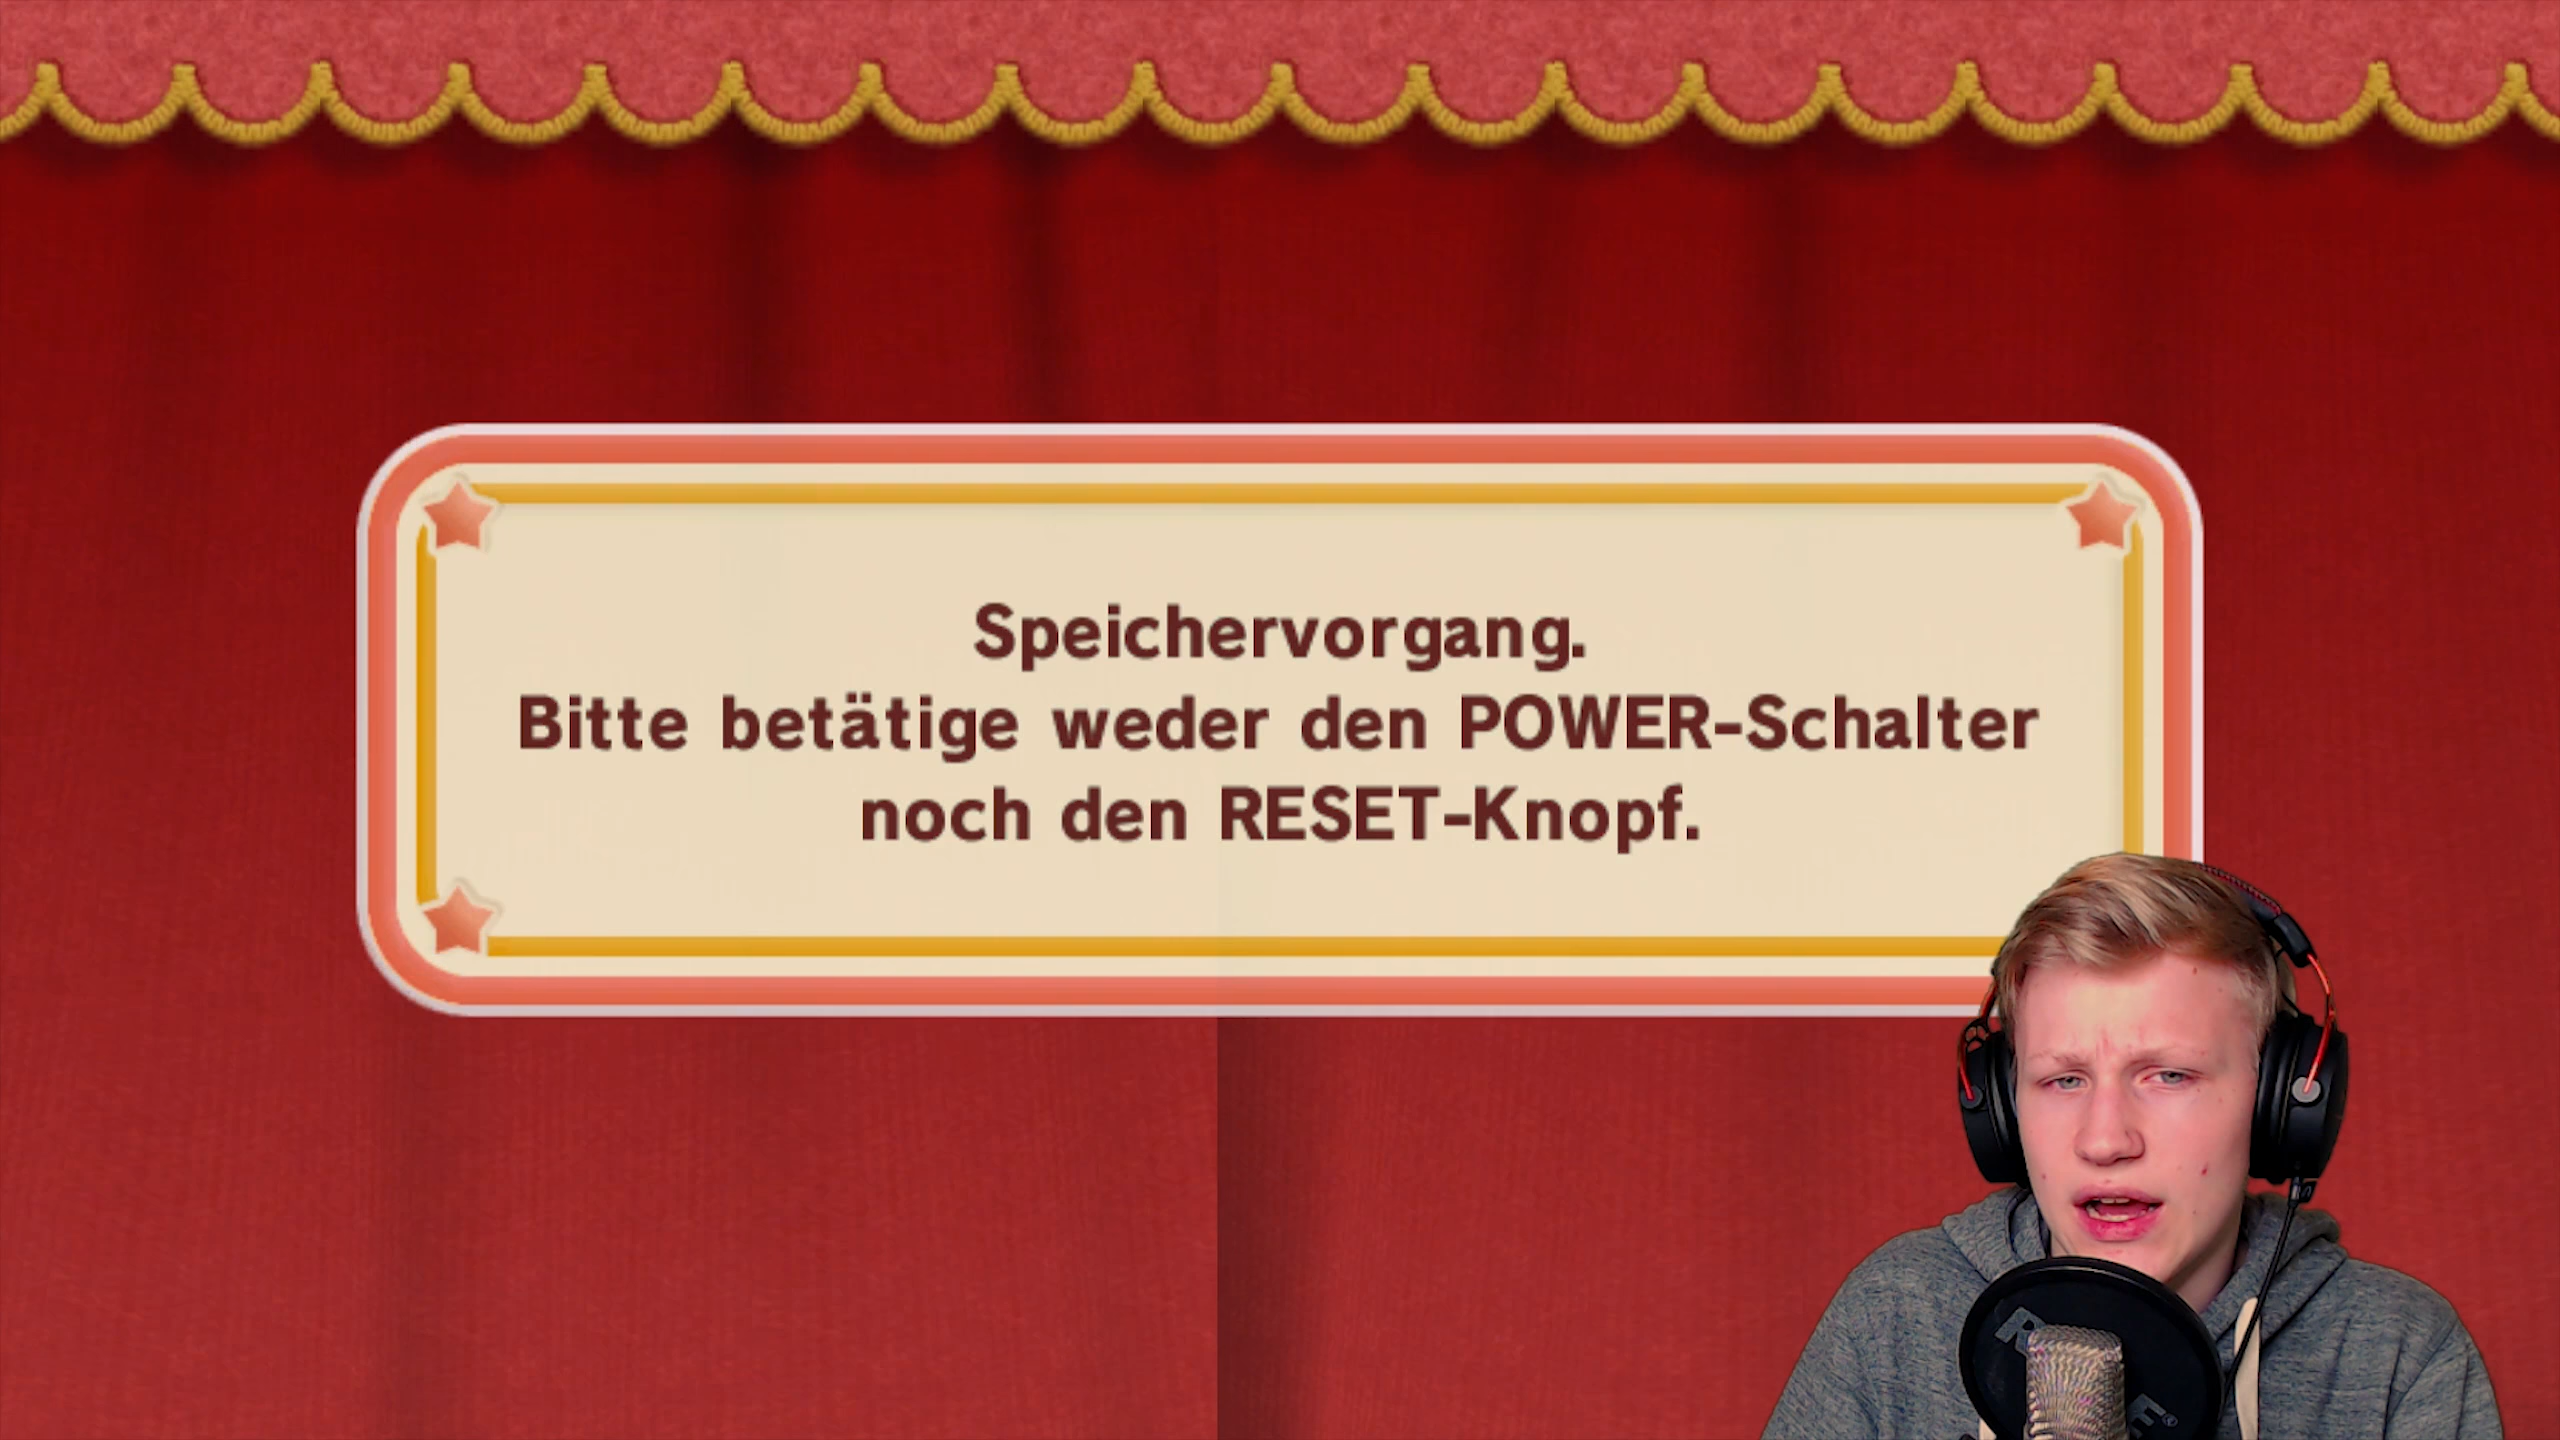 Speichervorgang.
Bitte betätige weder den POWER-Schalter
noch den RESET-Knopf.